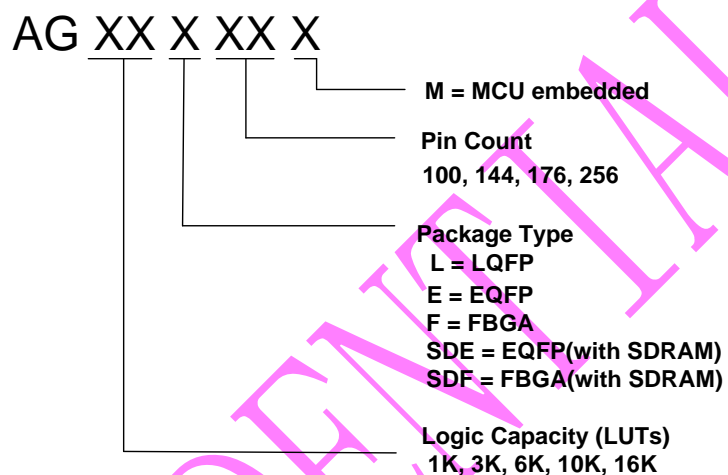 AG XX X XX X
M = MCU embedded
Pin Count
100, 144, 176, 256
Package Type
L = LQFP
E = EQFP
F = FBGA
SDE = EQFP(with SDRAM)
SDF = FBGA(with SDRAM)
Logic Capacity (LUTs)
1K, 3K, 6K, 10K, 16K
ENTIAL